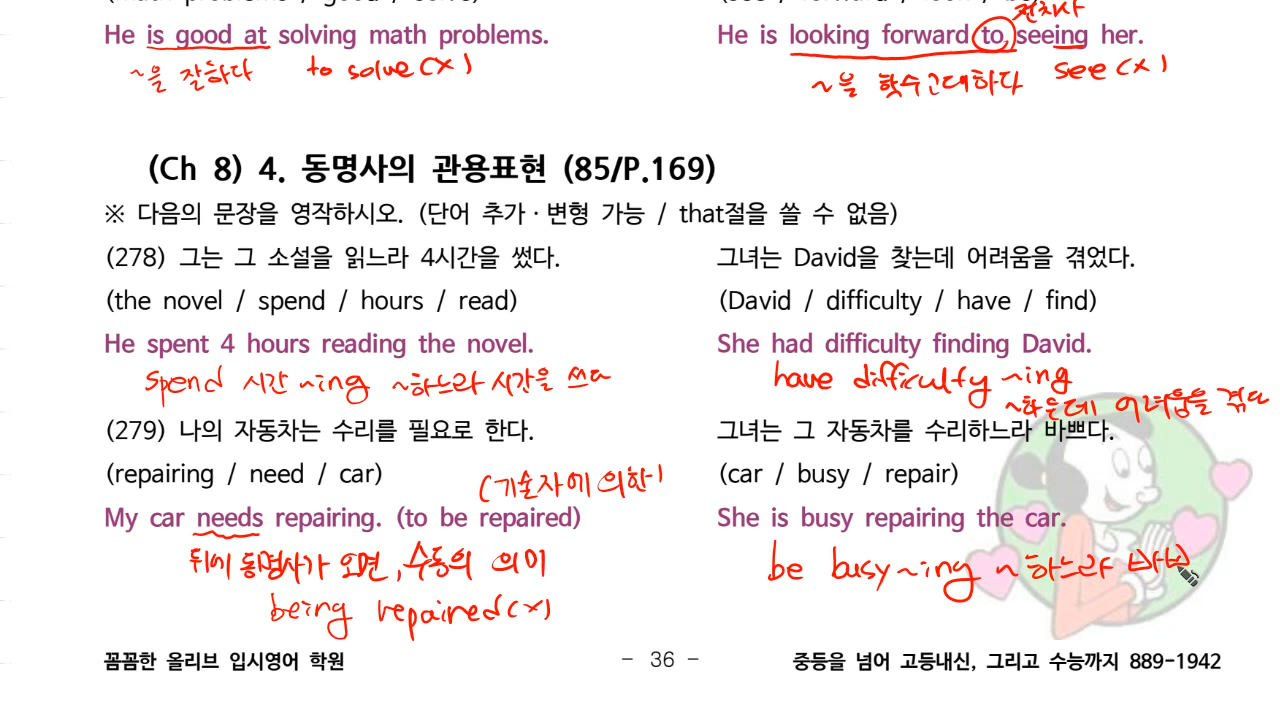 He is good at solving math problems.
~을 잘하다 to solve (X)
전치사
He is looking forward to seeing her.
~을 학수고대하다 see (X)
(Ch 8) 4. 동명사의 관용표현 (85/P.169)
※ 다음의 문장을 영작하시오. (단어 추가·변형 가능 / that절을 쓸 수 없음)
(278) 그는 그 소설을 읽느라 4시간을 썼다.
(the novel / spend / hours / read)
He spent 4 hours reading the novel.
spend 시간 ~ing ~하느라 시간을 쓰다
그녀는 David을 찾는데 어려움을 겪었다.
(David / difficulty / have / find)
She had difficulty finding David.
have difficulty ~ing
~하는데 어려움을 겪다
(279) 나의 자동차는 수리를 필요로 한다.
(repairing / need / car)
(기술자에 의한)
My car needs repairing. (to be repaired)
뒤에 동명사가 오면, 수동의 의미
being repaired (X)
그녀는 그 자동차를 수리하느라 바쁘다.
(car / busy / repair)
She is busy repairing the car.
be busy ~ing ~하느라 바쁘
꼼꼼한 올리브 입시영어 학원
- 36 -
중등을 넘어 고등내신, 그리고 수능까지 889-1942